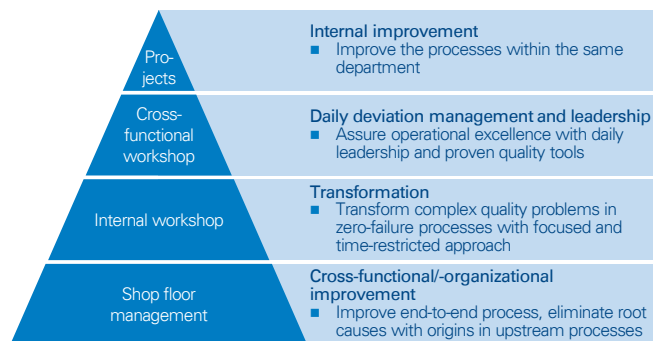 Pro-
jects
Internal improvement
■ Improve the processes within the same
department
Cross-
functional
workshop
Daily deviation management and leadership
■ Assure operational excellence with daily
leadership and proven quality tools
Internal workshop
Transformation
■ Transform complex quality problems in
zero-failure processes with focused and
time-restricted approach
Shop floor
management
Cross-functional/-organizational
improvement
■ Improve end-to-end process, eliminate root
causes with origins in upstream processes